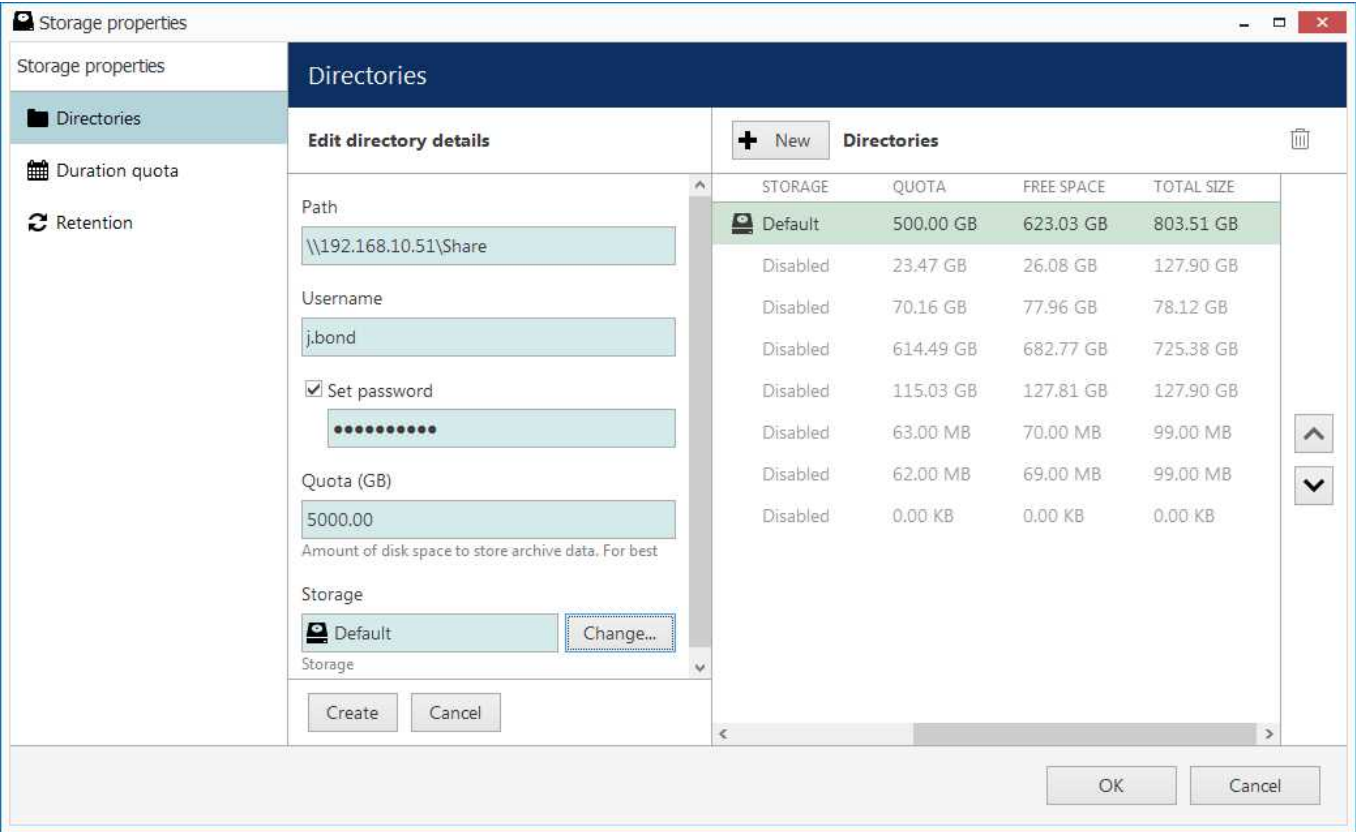 Storage properties
Storage properties
Directories
Duration quota
Retention
Directories
Edit directory details
Path
\\192.168.10.51\Share
Username
j.bond
Set password
●●●●●●●●●●
Quota (GB)
5000.00
Amount of disk space to store archive data. For best
Storage
Default Change...
Storage
Create Cancel
New Directories
STORAGE QUOTA FREE SPACE TOTAL SIZE
Default 500.00 GB 623.03 GB 803.51 GB
Disabled 23.47 GB 26.08 GB 127.90 GB
Disabled 70.16 GB 77.96 GB 78.12 GB
Disabled 614.49 GB 682.77 GB 725.38 GB
Disabled 115.03 GB 127.81 GB 127.90 GB
Disabled 63.00 MB 70.00 MB 99.00 MB
Disabled 62.00 MB 69.00 MB 99.00 MB
Disabled 0.00 KB 0.00 KB 0.00 KB
OK Cancel